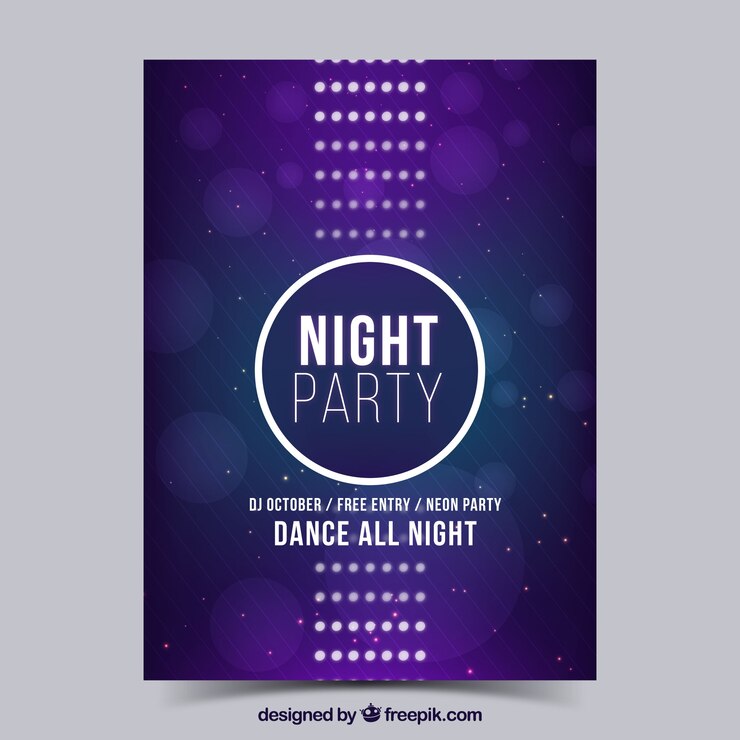 NIGHT
PARTY
DJ OCTOBER / FREE ENTRY / NEON PARTY
DANCE ALL NIGHT
designed by freepik.com